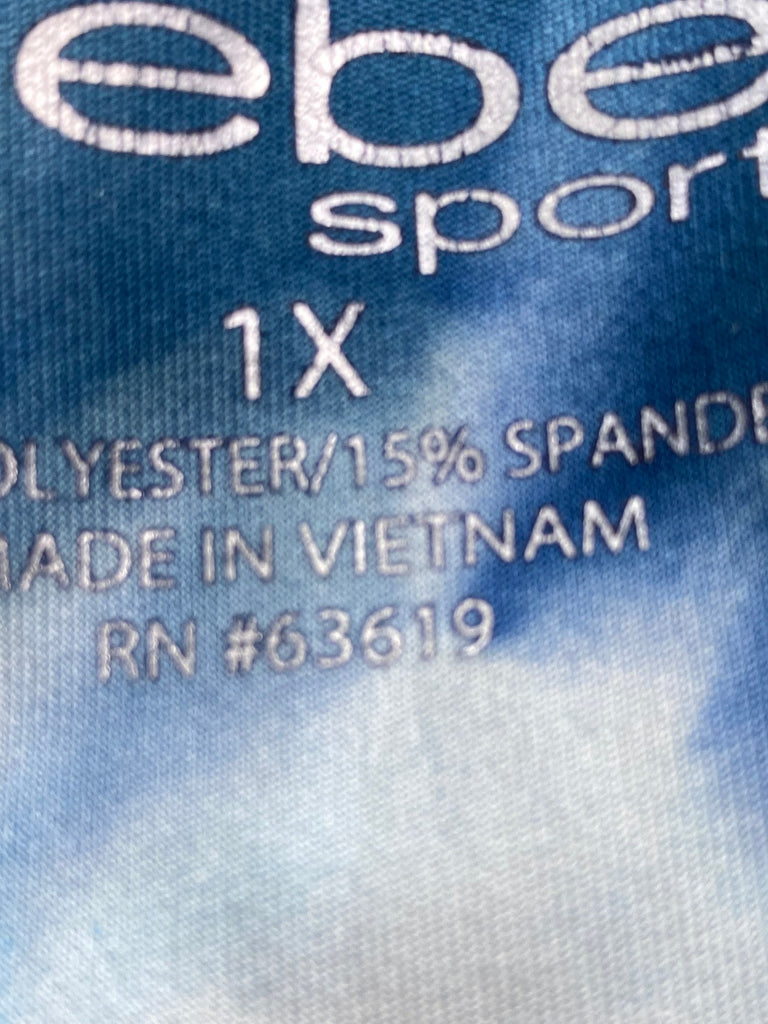 ebe
sport
1X
OLYESTER/15% SPANDE
MADE IN VIETNAM
RN #63619